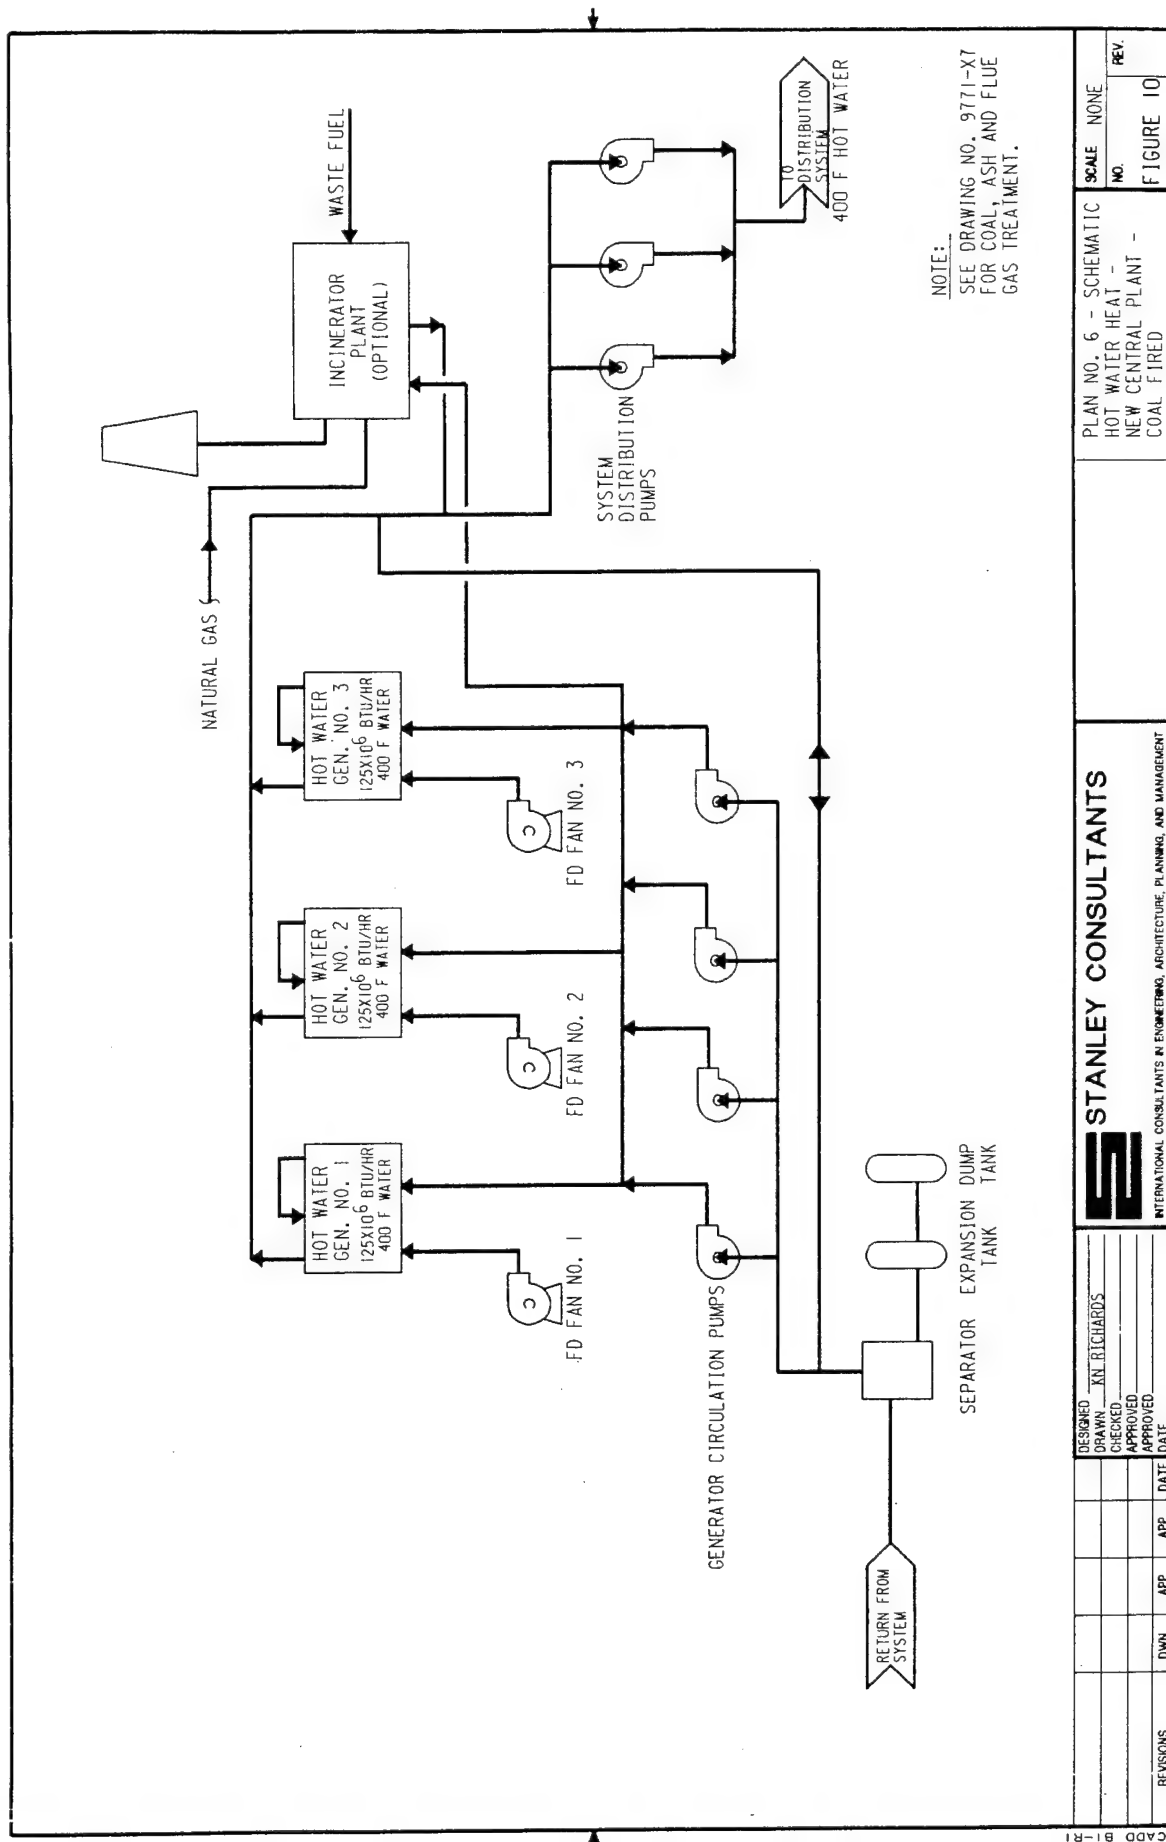 WASTE FUEL
INCINERATOR
PLANT
(OPTIONAL)
NATURAL GAS
HOT WATER
GEN. NO. 1
125X10⁶ BTU/HR
400 F WATER
HOT WATER
GEN. NO. 2
125X10⁶ BTU/HR
400 F WATER
HOT WATER
GEN. NO. 3
125X10⁶ BTU/HR
400 F WATER
C
FD FAN NO. 1
C
FD FAN NO. 2
C
FD FAN NO. 3
SYSTEM
DISTRIBUTION
PUMPS
TO
DISTRIBUTION
SYSTEM
400 F HOT WATER
GENERATOR CIRCULATION PUMPS
RETURN FROM
SYSTEM
SEPARATOR
EXPANSION
TANK
DUMP
TANK
NOTE:
SEE DRAWING NO. 9771-X7
FOR COAL, ASH AND FLUE
GAS TREATMENT.
REVISIONS DWN APP APP DATE
DESIGNED
DRAWN KN RICHARDS
CHECKED
APPROVED
APPROVED
DATE
STANLEY CONSULTANTS
INTERNATIONAL CONSULTANTS IN ENGINEERING, ARCHITECTURE, PLANNING, AND MANAGEMENT
PLAN NO. 6 - SCHEMATIC
HOT WATER HEAT -
NEW CENTRAL PLANT -
COAL FIRED
SCALE NONE
NO. REV.
FIGURE 10
CADD B1-R1